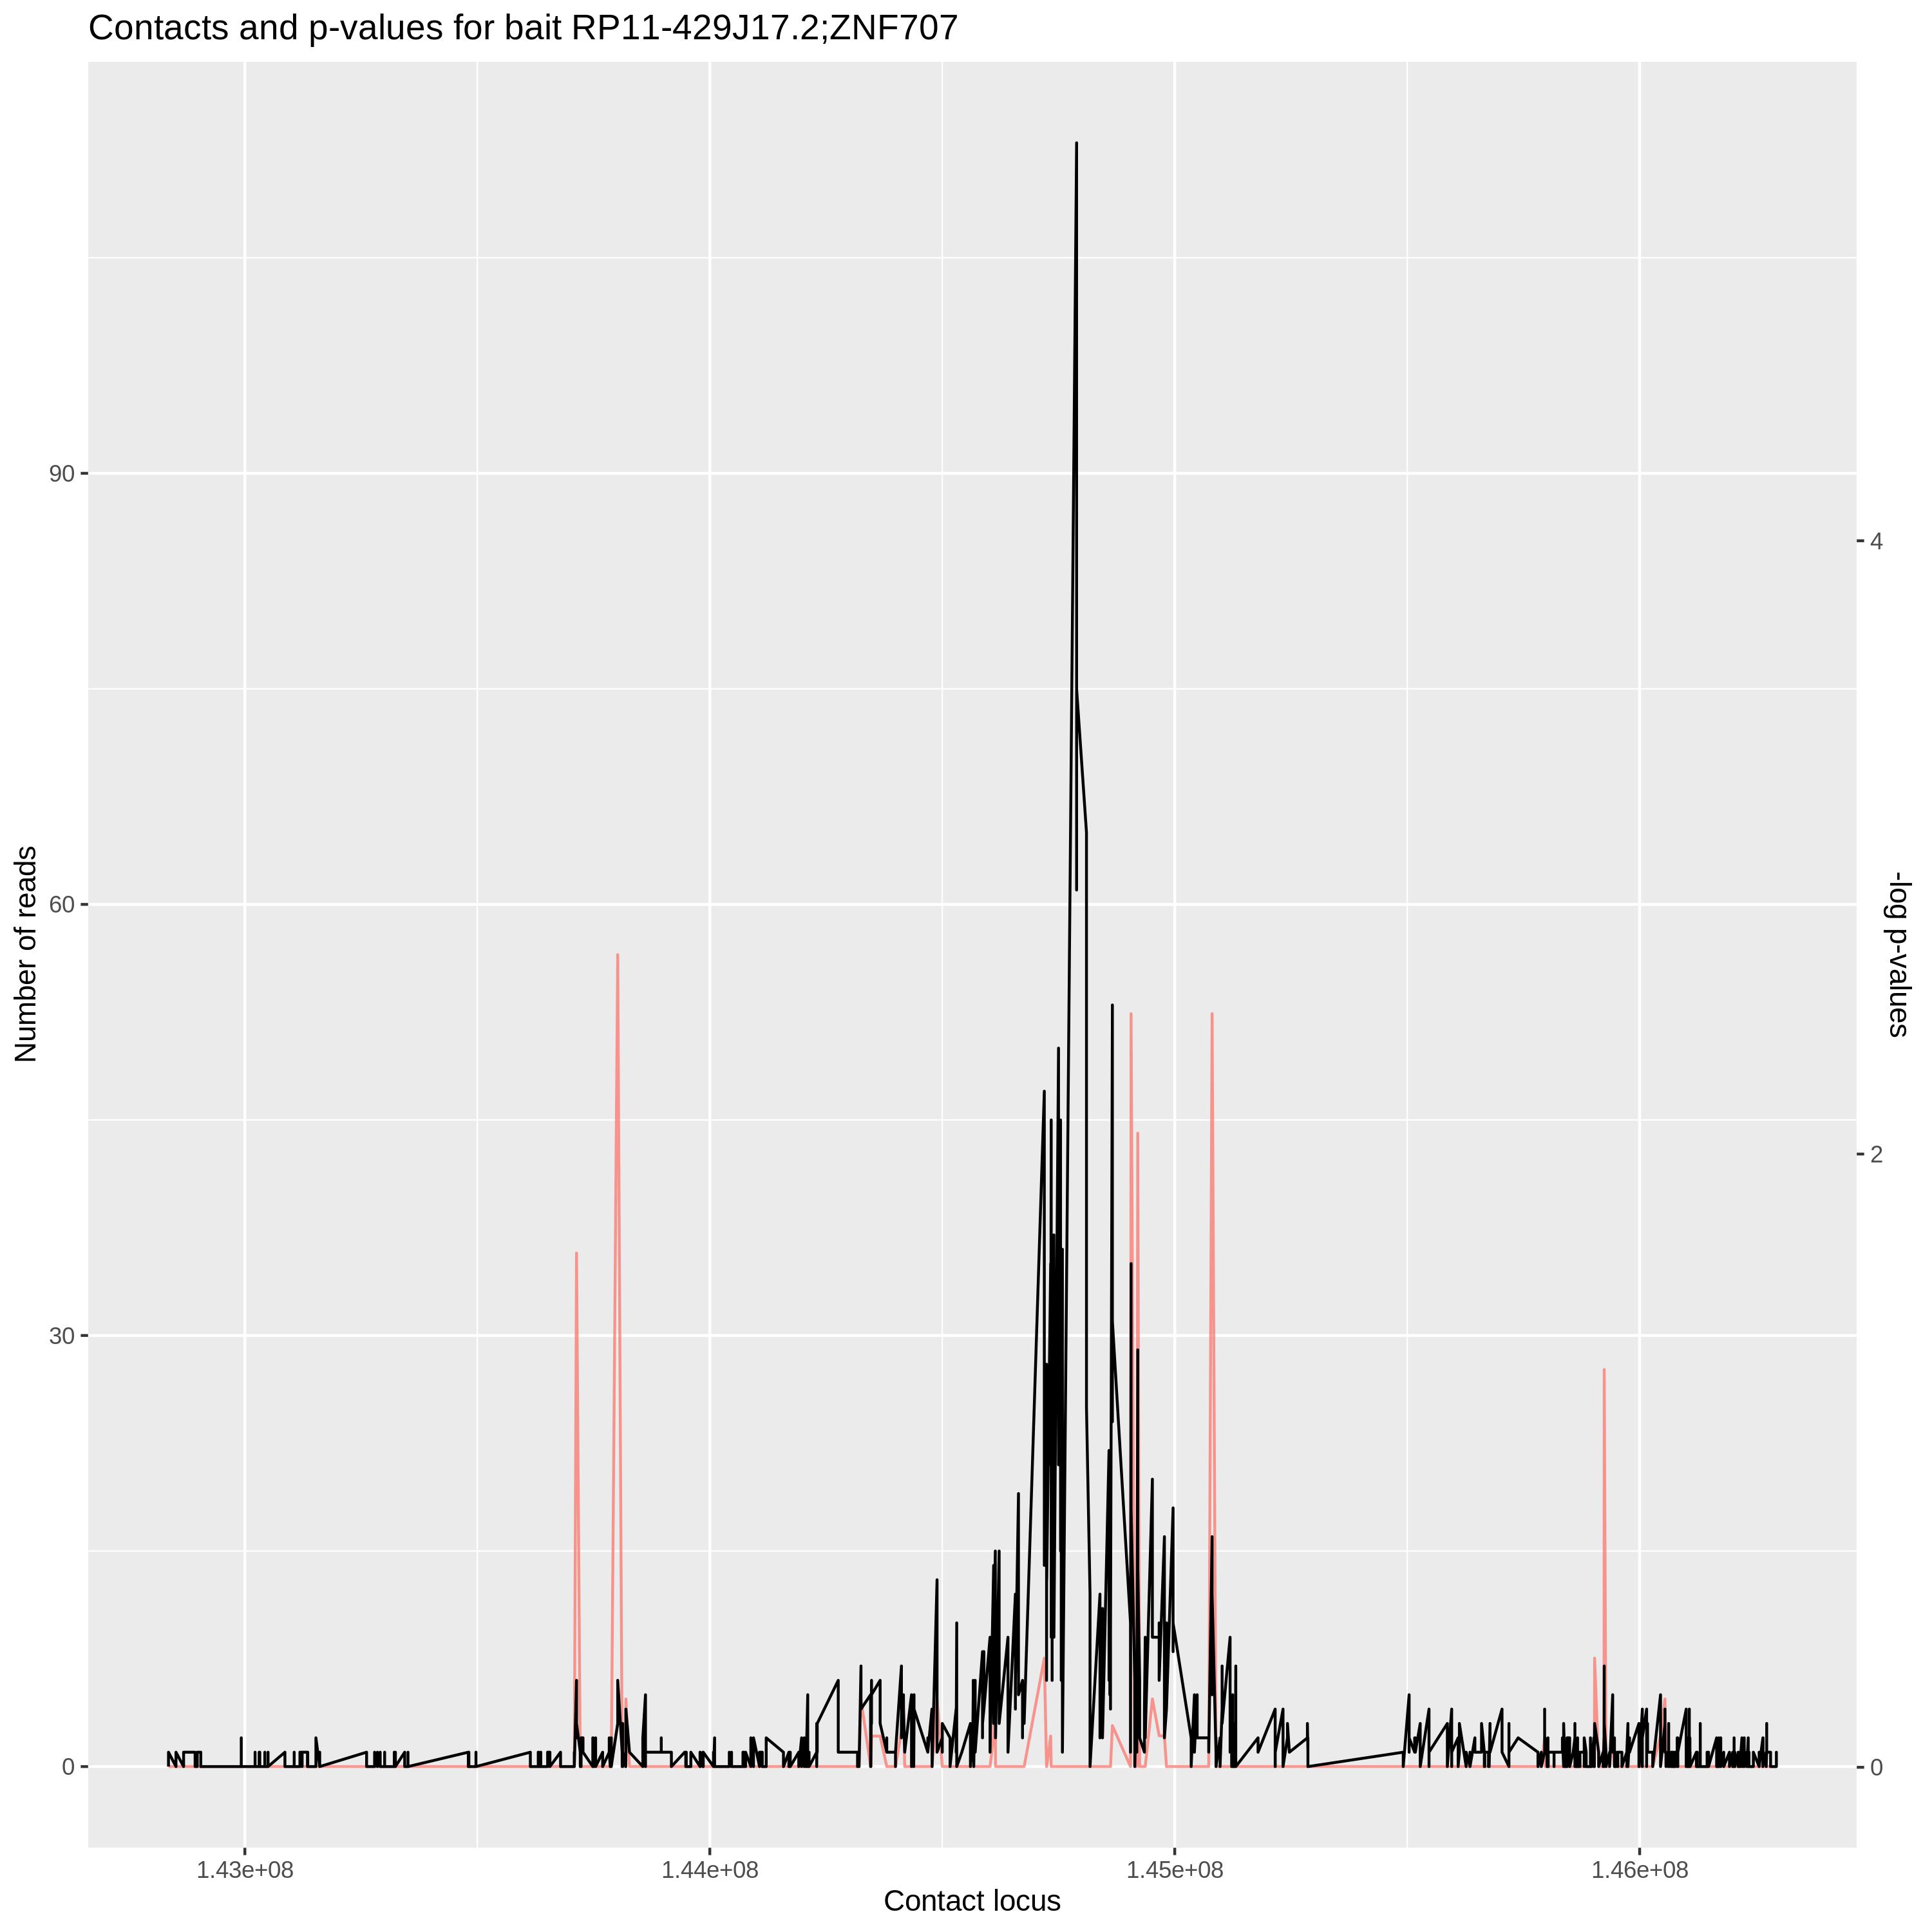 Contacts and p-values for bait RP11-429J17.2;ZNF707
Number of reads
90
60
30
0
4
2
0
-log p-values
1.43e+08 1.44e+08 1.45e+08 1.46e+08
Contact locus